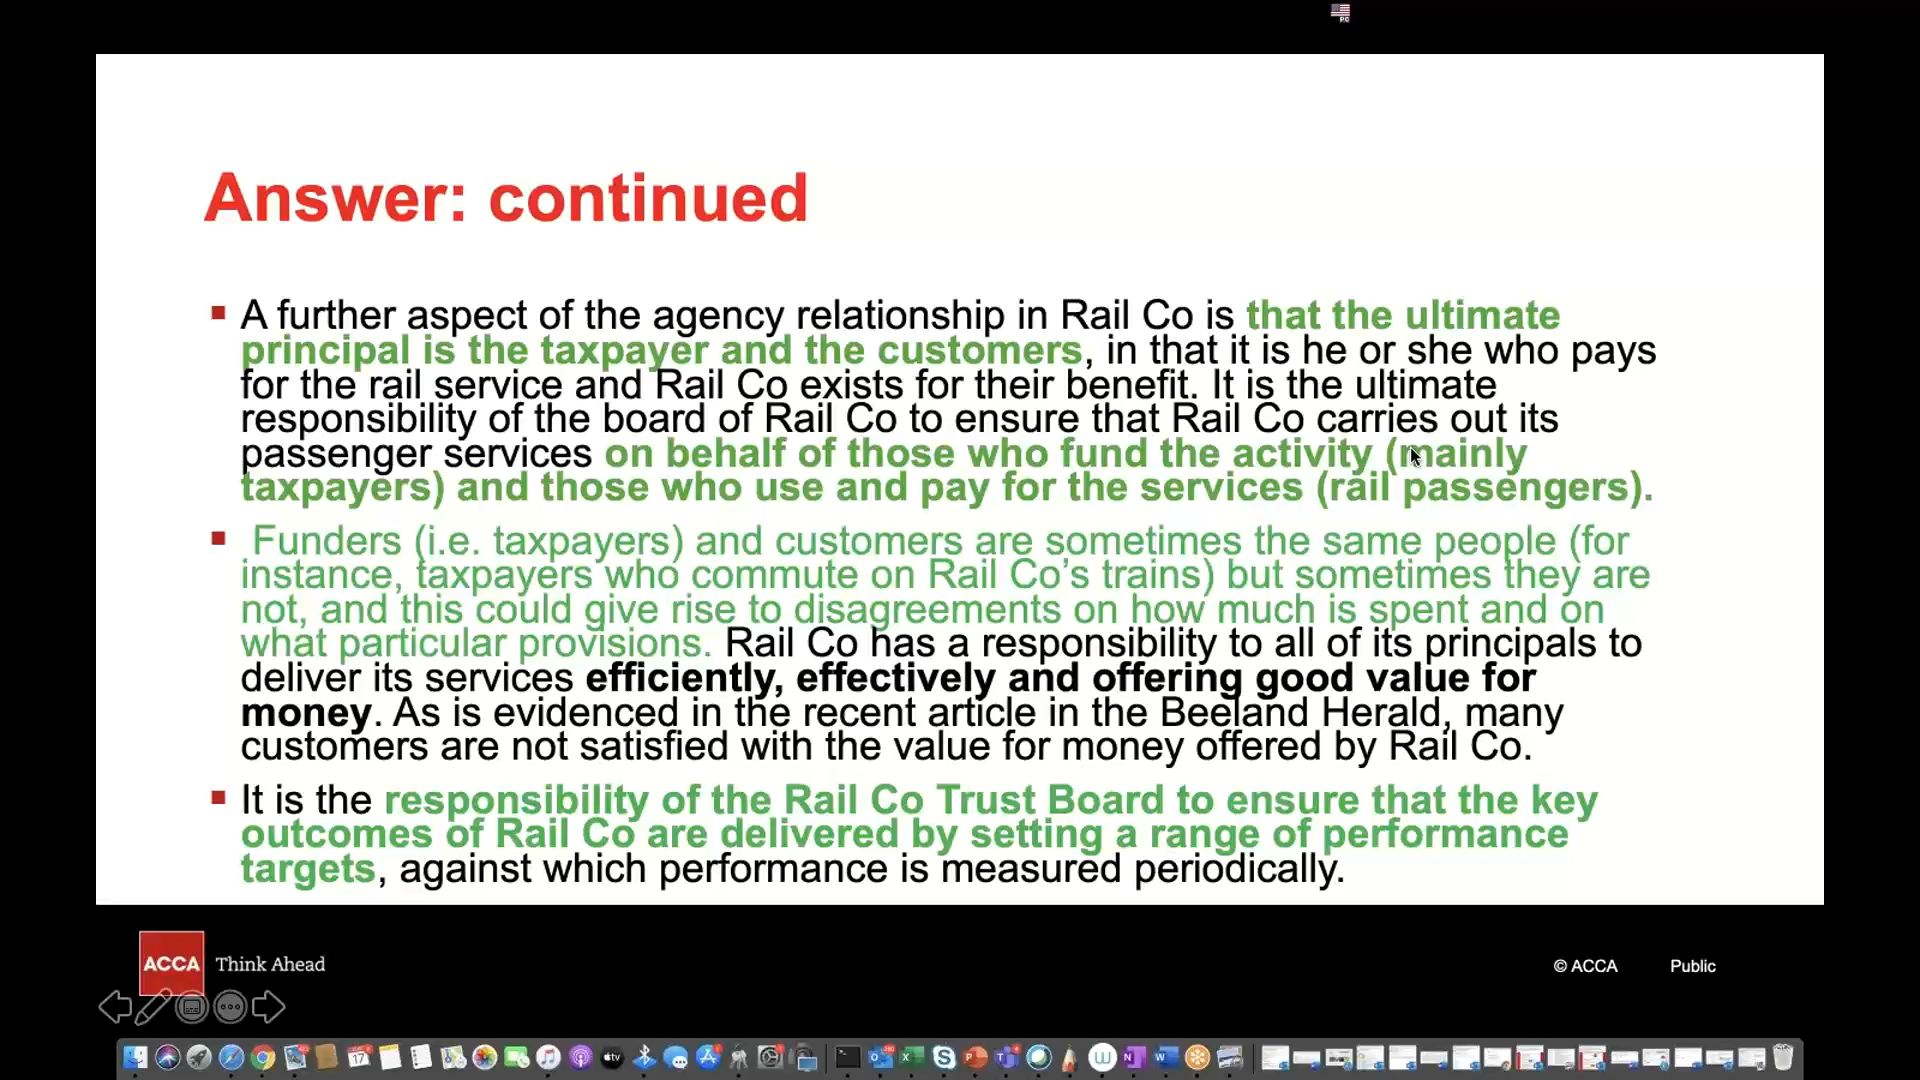 Answer: continued
A further aspect of the agency relationship in Rail Co is that the ultimate
principal is the taxpayer and the customers, in that it is he or she who pays
for the rail service and Rail Co exists for their benefit. It is the ultimate
responsibility of the board of Rail Co to ensure that Rail Co carries out its
passenger services on behalf of those who fund the activity (mainly
taxpayers) and those who use and pay for the services (rail passengers).
Funders (i.e. taxpayers) and customers are sometimes the same people (for
instance, taxpayers who commute on Rail Co’s trains) but sometimes they are
not, and this could give rise to disagreements on how much is spent and on
what particular provisions. Rail Co has a responsibility to all of its principals to
deliver its services efficiently, effectively and offering good value for
money. As is evidenced in the recent article in the Beeland Herald, many
customers are not satisfied with the value for money offered by Rail Co.
It is the responsibility of the Rail Co Trust Board to ensure that the key
outcomes of Rail Co are delivered by setting a range of performance
targets, against which performance is measured periodically.
ACCA Think Ahead
© ACCA Public
17 tv